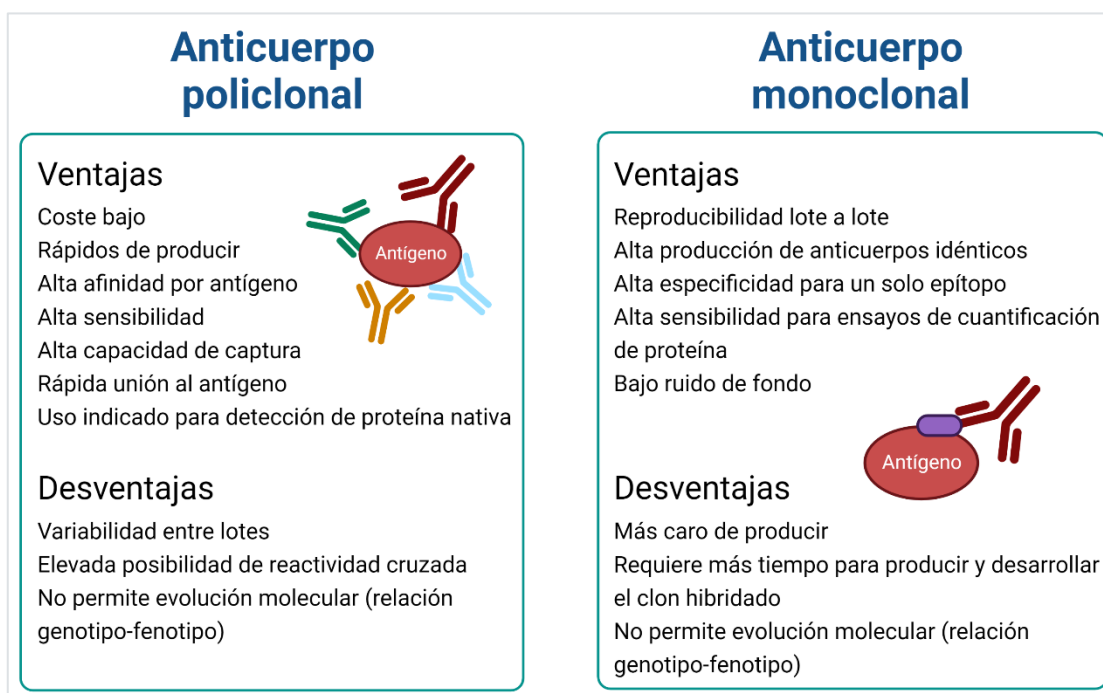 Anticuerpo
policlonal
Ventajas
Coste bajo
Rápidos de producir
Alta afinidad por antígeno
Alta sensibilidad
Alta capacidad de captura
Rápida unión al antígeno
Uso indicado para detección de proteína nativa
Antígeno
Desventajas
Variabilidad entre lotes
Elevada posibilidad de reactividad cruzada
No permite evolución molecular (relación
genotipo-fenotipo)
Anticuerpo
monoclonal
Ventajas
Reproducibilidad lote a lote
Alta producción de anticuerpos idénticos
Alta especificidad para un solo epítopo
Alta sensibilidad para ensayos de cuantificación
de proteína
Bajo ruido de fondo
Antígeno
Desventajas
Más caro de producir
Requiere más tiempo para producir y desarrollar
el clon hibridado
No permite evolución molecular (relación
genotipo-fenotipo)